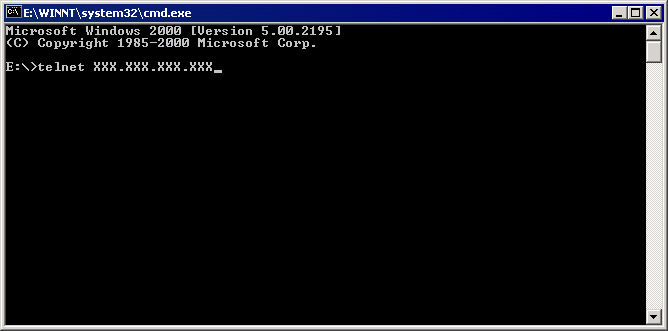 E:\WINNT\system32\cmd.exe
Microsoft Windows 2000 [Version 5.00.2195]
(C) Copyright 1985-2000 Microsoft Corp.
E:\>telnet XXX.XXX.XXX.XXX_